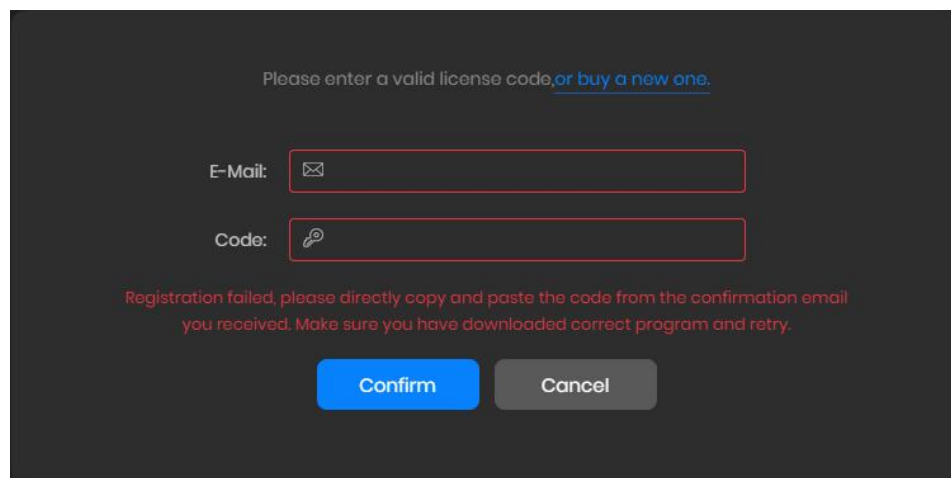 Please enter a valid license code,or buy a new one.
E-Mail:
Code:
Registration failed, please directly copy and paste the code from the confirmation email
you received. Make sure you have downloaded correct program and retry.
Confirm Cancel